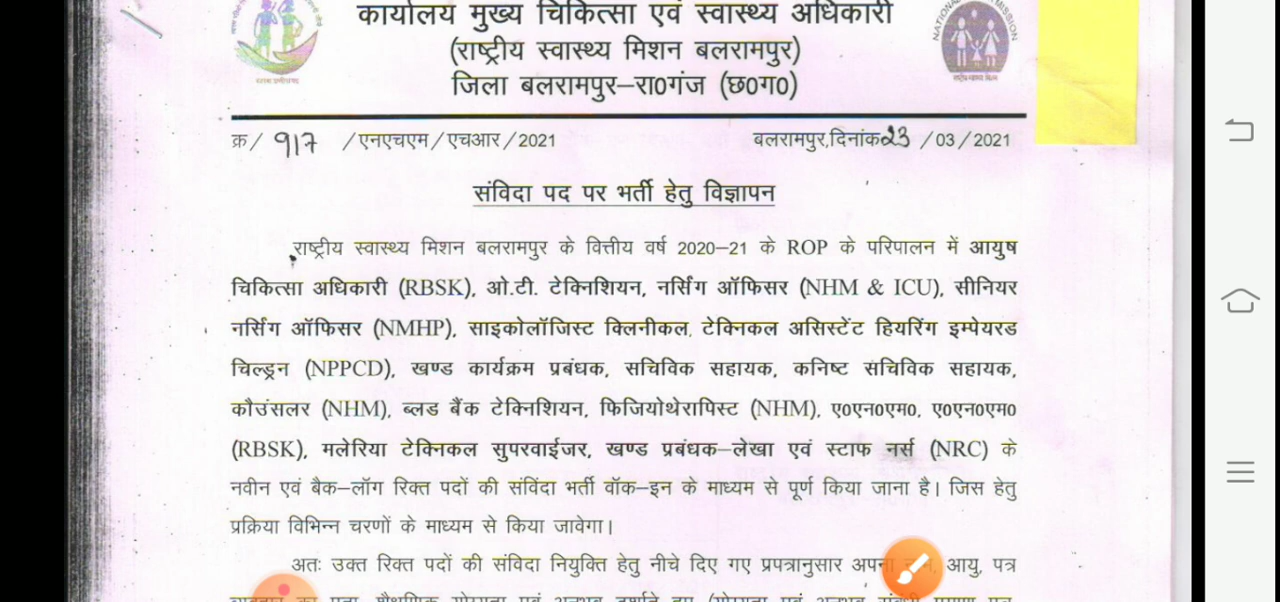 कार्यालय मुख्य चिकित्सा एवं स्वास्थ्य अधिकारी
(राष्ट्रीय स्वास्थ्य मिशन बलरामपुर)
जिला बलरामपुर–रा0गंज (छ0ग0)
क्र/ 917 /एनएचएम/एचआर/2021 बलरामपुर,दिनांक 23 /03/2021
संविदा पद पर भर्ती हेतु विज्ञापन
राष्ट्रीय स्वास्थ्य मिशन बलरामपुर के वित्तीय वर्ष 2020–21 के ROP के परिपालन में आयुष
चिकित्सा अधिकारी (RBSK), ओ.टी. टेक्निशियन, नर्सिंग ऑफिसर (NHM & ICU), सीनियर
नर्सिंग ऑफिसर (NMHP), साइकोलॉजिस्ट क्लिनीकल, टेक्निकल असिस्टेंट हियरिंग इम्पेयरड
चिल्ड्रन (NPPCD), खण्ड कार्यक्रम प्रबंधक, सचिविक सहायक, कनिष्ट सचिविक सहायक,
कौउंसलर (NHM), ब्लड बैंक टेक्निशियन, फिजियोथेरापिस्ट (NHM), ए0एन0एम0, ए0एन0एम0
(RBSK), मलेरिया टेक्निकल सुपरवाईजर, खण्ड प्रबंधक–लेखा एवं स्टाफ नर्स (NRC) के
नवीन एवं बैक–लॉग रिक्त पदों की संविदा भर्ती वॉक–इन के माध्यम से पूर्ण किया जाना है। जिस हेतु
प्रक्रिया विभिन्न चरणों के माध्यम से किया जावेगा।
अतः उक्त रिक्त पदों की संविदा नियुक्ति हेतु नीचे दिए गए प्रपत्रानुसार अपना आयु, पत्र